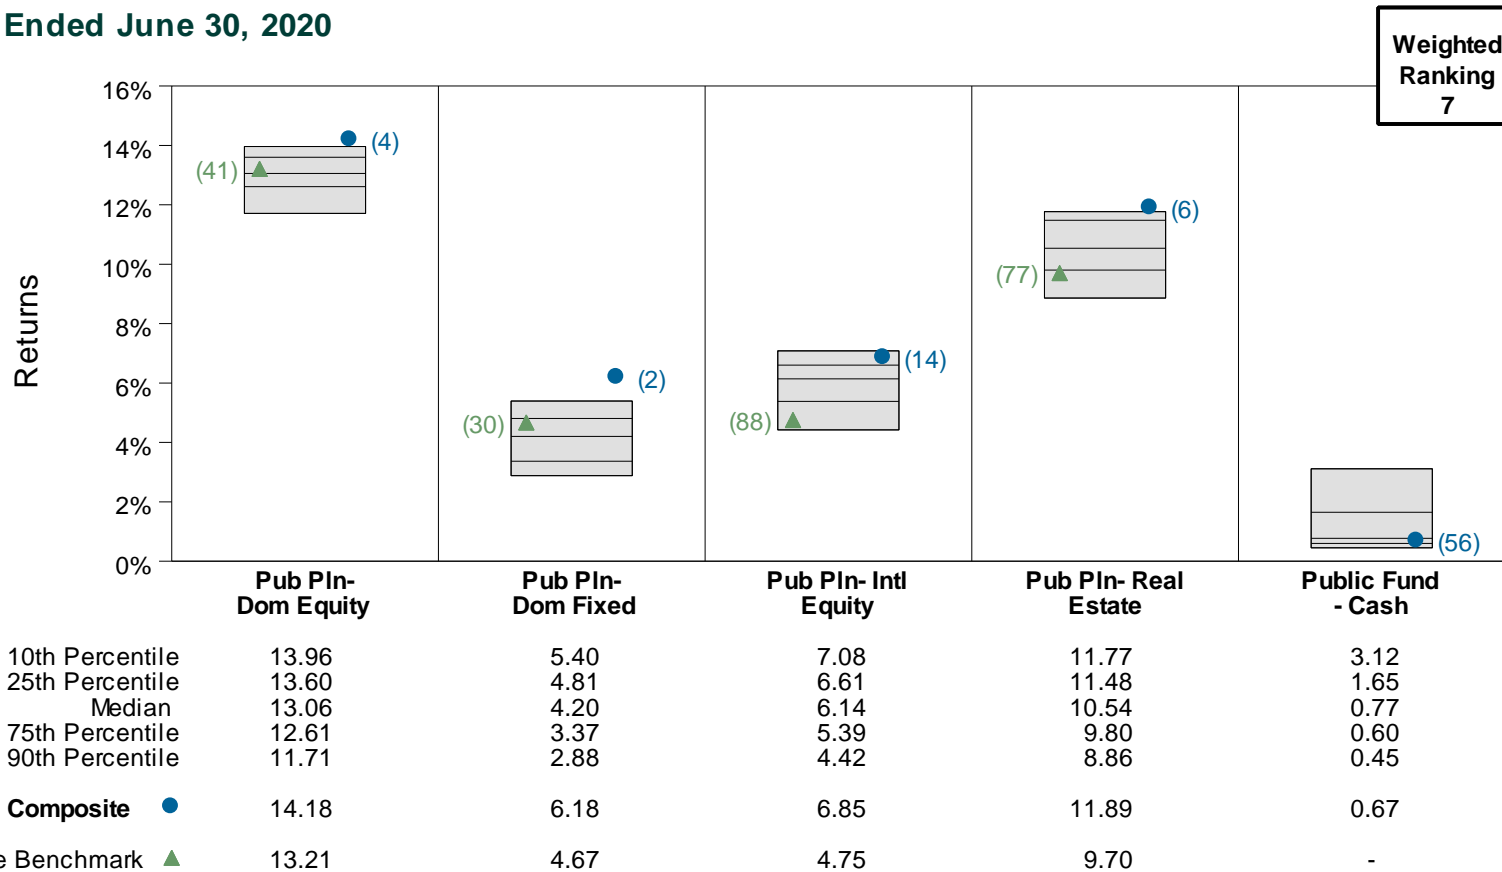 Ended June 30, 2020
Weighted
Ranking
7
Returns
16%
14%
12%
10%
8%
6%
4%
2%
0%
(41)
(4)
(30)
(2)
(88)
(14)
(77)
(6)
(56)
Pub Pln- Dom Equity
Pub Pln- Dom Fixed
Pub Pln- Intl Equity
Pub Pln- Real Estate
Public Fund - Cash
10th Percentile 13.96 5.40 7.08 11.77 3.12
25th Percentile 13.60 4.81 6.61 11.48 1.65
Median 13.06 4.20 6.14 10.54 0.77
75th Percentile 12.61 3.37 5.39 9.80 0.60
90th Percentile 11.71 2.88 4.42 8.86 0.45
Composite 14.18 6.18 6.85 11.89 0.67
e Benchmark 13.21 4.67 4.75 9.70 -